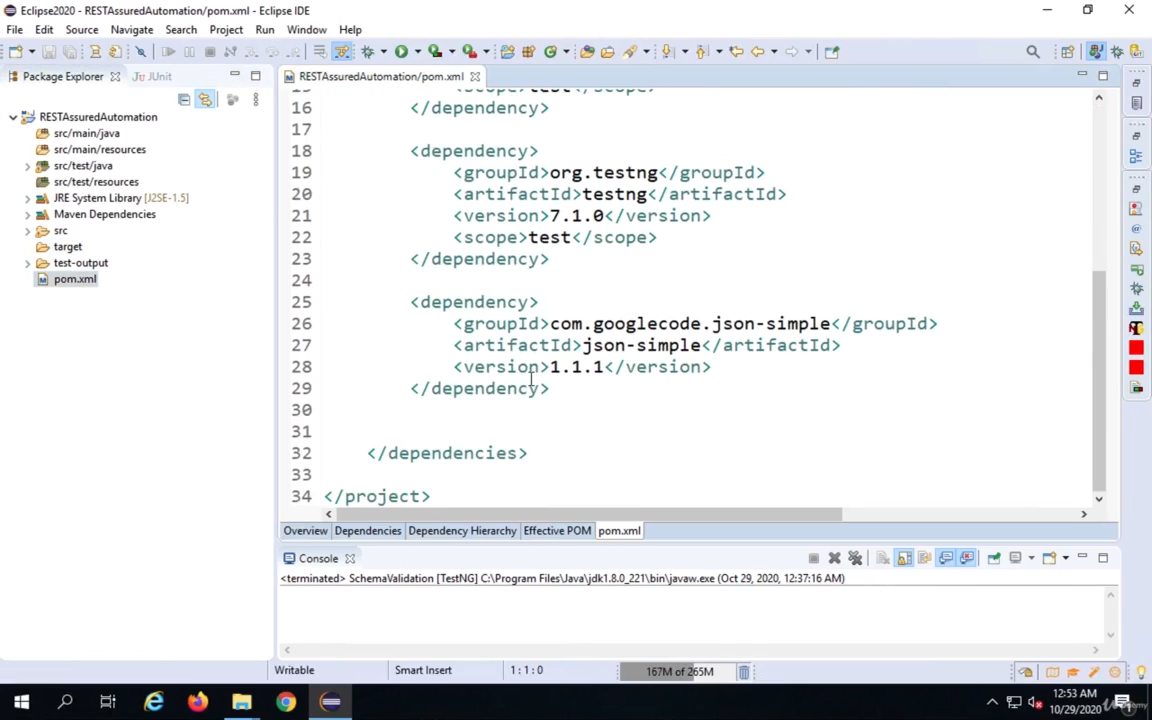 Eclipse2020 - RESTAssuredAutomation/pom.xml - Eclipse IDE
File Edit Source Navigate Search Project Run Window Help
Package Explorer JUnit
RESTAssuredAutomation/pom.xml
RESTAssuredAutomation
src/main/java
src/main/resources
src/test/java
src/test/resources
JRE System Library [J2SE-1.5]
Maven Dependencies
src
target
test-output
pom.xml
15 <scope>test</scope>
16 </dependency>
17
18 <dependency>
19 <groupId>org.testng</groupId>
20 <artifactId>testng</artifactId>
21 <version>7.1.0</version>
22 <scope>test</scope>
23 </dependency>
24
25 <dependency>
26 <groupId>com.googlecode.json-simple</groupId>
27 <artifactId>json-simple</artifactId>
28 <version>1.1.1</version>
29 </dependency>
30
31
32 </dependencies>
33
34 </project>
Overview Dependencies Dependency Hierarchy Effective POM pom.xml
Console
<terminated> SchemaValidation [TestNG] C:\Program Files\Java\jdk1.8.0_221\bin\javaw.exe (Oct 29, 2020, 12:37:16 AM)
Writable Smart Insert 1 : 1 : 0 167M of 265M
12:53 AM
10/29/2020